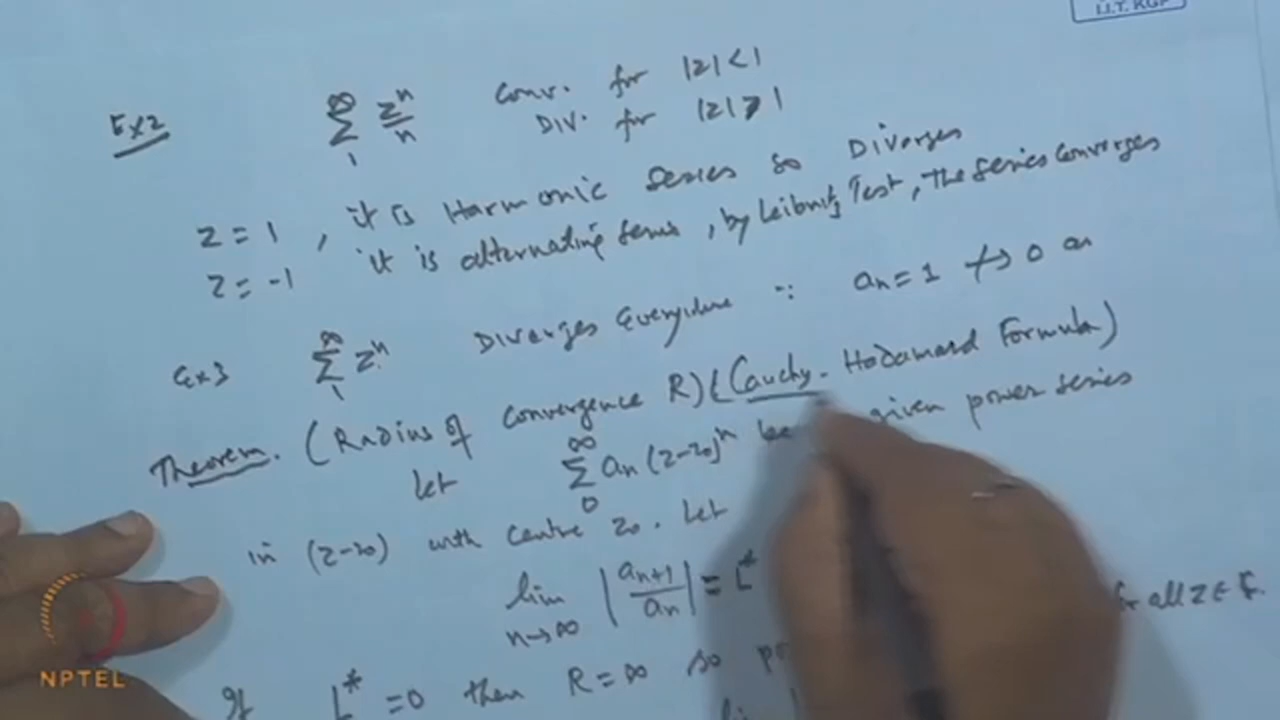 I.I.T. KGP
Ex2 ∞ Σ 1 zⁿ/n Conv. for |z|<1
Div. for |z|>1
z=1, it is Harmonic Series so Diverges
z=-1 it is alternating series, by Leibnitz Test, the series converges
Ex3 ∞ Σ 1 zⁿ Diverges Everywhere ∵ an=1 ↛ 0 as
Theorem. (Radius of Convergence R) (Cauchy-Hadamard Formula)
Let ∞ Σ 0 an (z-z0)ⁿ be given power series
in (z-z0) with centre z0. Let
lim n→∞ |an+1/an| = L*
for all z ∈
If L* = 0 then R=∞ so
lim
NPTEL